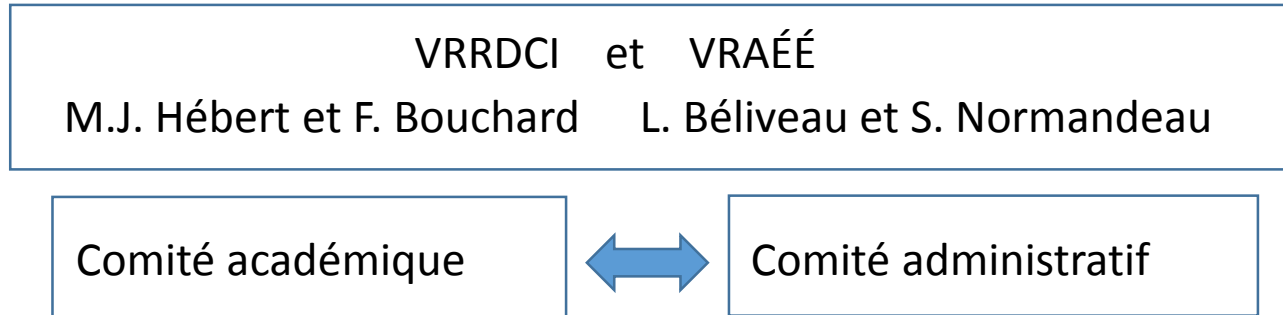 VRRDCI et VRAÉÉ
M.J. Hébert et F. Bouchard L. Béliveau et S. Normandeau
Comité académique
Comité administratif